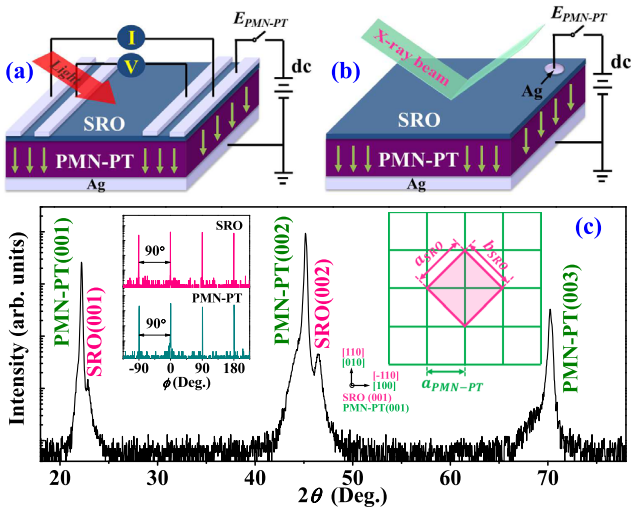 (a)
I
V
Light
E_PMN-PT
dc
SRO
PMN-PT
Ag
(b)
X-ray beam
E_PMN-PT
dc
Ag
SRO
PMN-PT
Ag
(c)
Intensity (arb. units)
PMN-PT(001)
SRO(001)
SRO
90°
PMN-PT
90°
-90 0 90 180
ϕ (Deg.)
PMN-PT(002)
SRO(002)
a_SRO
b_SRO
a_PMN-PT
[110]
[010]
[-110]
[100]
SRO (001)
PMN-PT(001)
PMN-PT(003)
20 30 40 50 60 70
2θ (Deg.)